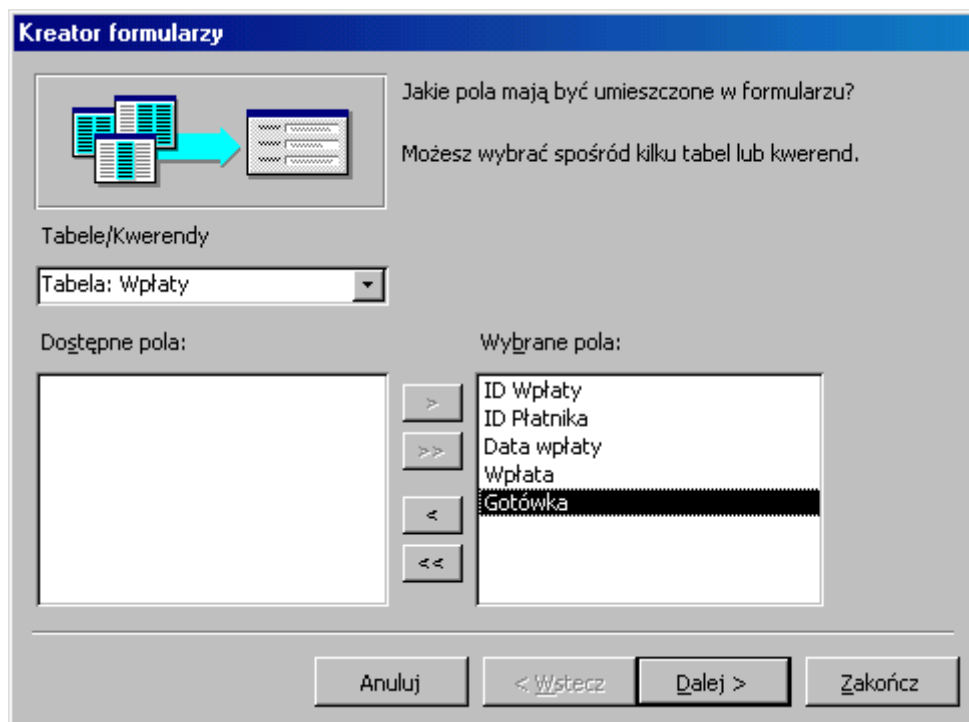 Kreator formularzy
Jakie pola mają być umieszczone w formularzu?
Możesz wybrać spośród kilku tabel lub kwerend.
Tabele/Kwerendy
Tabela: Wpłaty
Dostępne pola:
Wybrane pola:
ID Wpłaty
ID Płatnika
Data wpłaty
Wpłata
Gotówka
>
>>
<
<<
Anuluj
< Wstecz
Dalej >
Zakończ